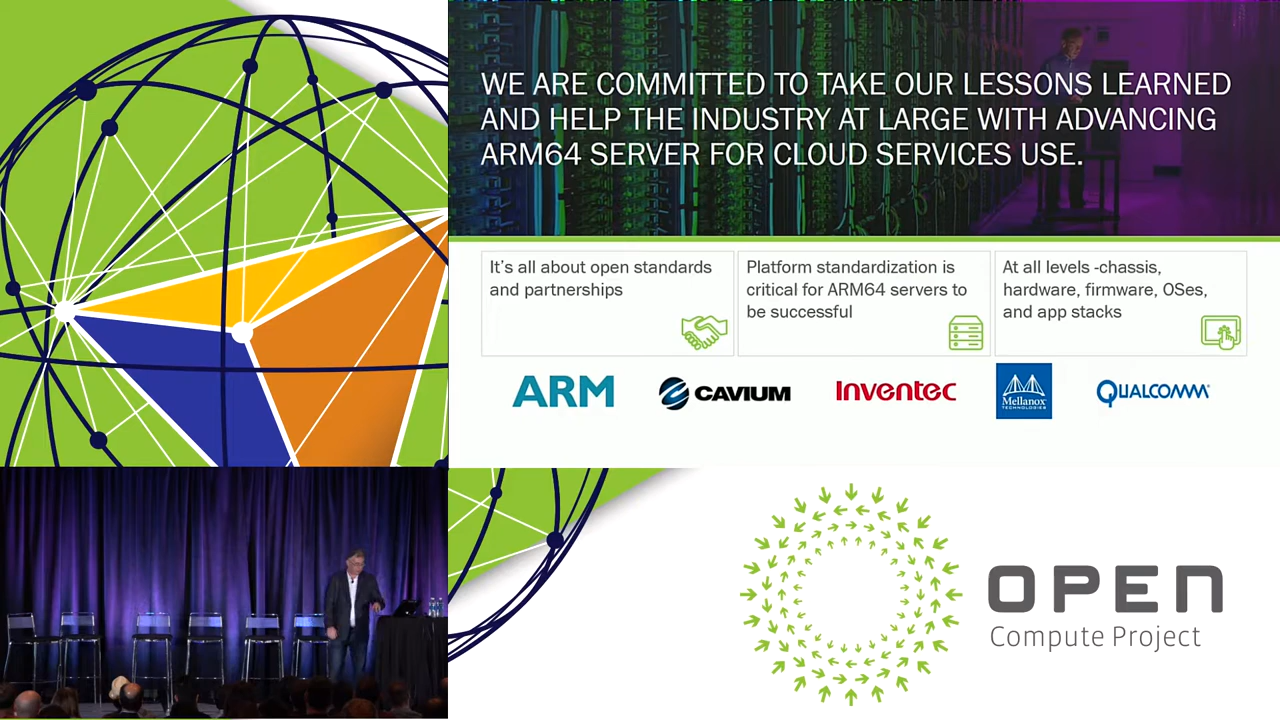 WE ARE COMMITTED TO TAKE OUR LESSONS LEARNED
AND HELP THE INDUSTRY AT LARGE WITH ADVANCING
ARM64 SERVER FOR CLOUD SERVICES USE.
It's all about open standards
and partnerships
Platform standardization is
critical for ARM64 servers to
be successful
At all levels -chassis,
hardware, firmware, OSes,
and app stacks
ARM
CAVIUM
Inventec
Mellanox
TECHNOLOGIES
QUALCOMM
OPEN
Compute Project